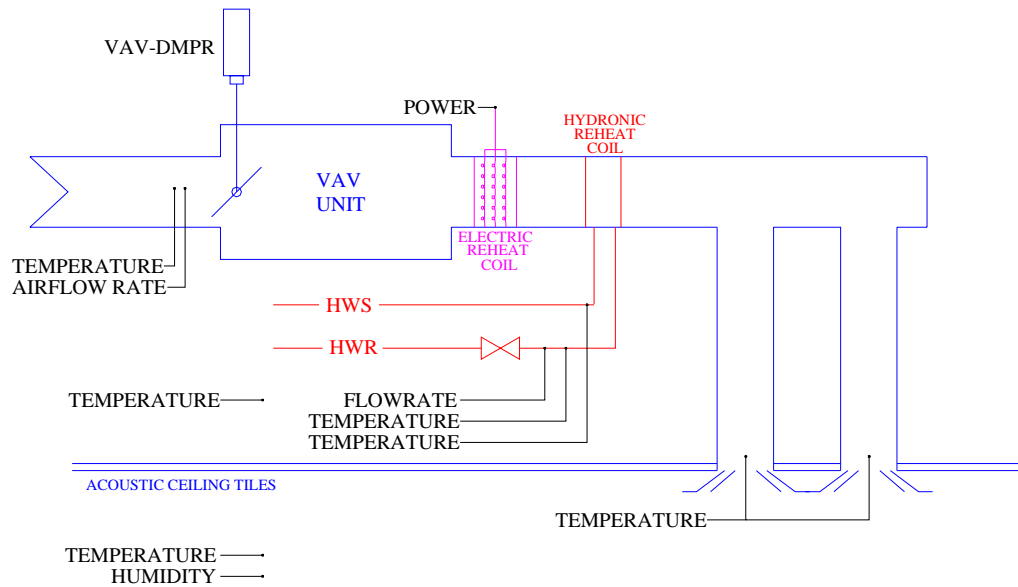 VAV-DMPR
POWER
HYDRONIC
REHEAT
COIL
VAV
UNIT
ELECTRIC
REHEAT
COIL
TEMPERATURE
AIRFLOW RATE
HWS
HWR
TEMPERATURE
FLOWRATE
TEMPERATURE
TEMPERATURE
ACOUSTIC CEILING TILES
TEMPERATURE
TEMPERATURE
HUMIDITY